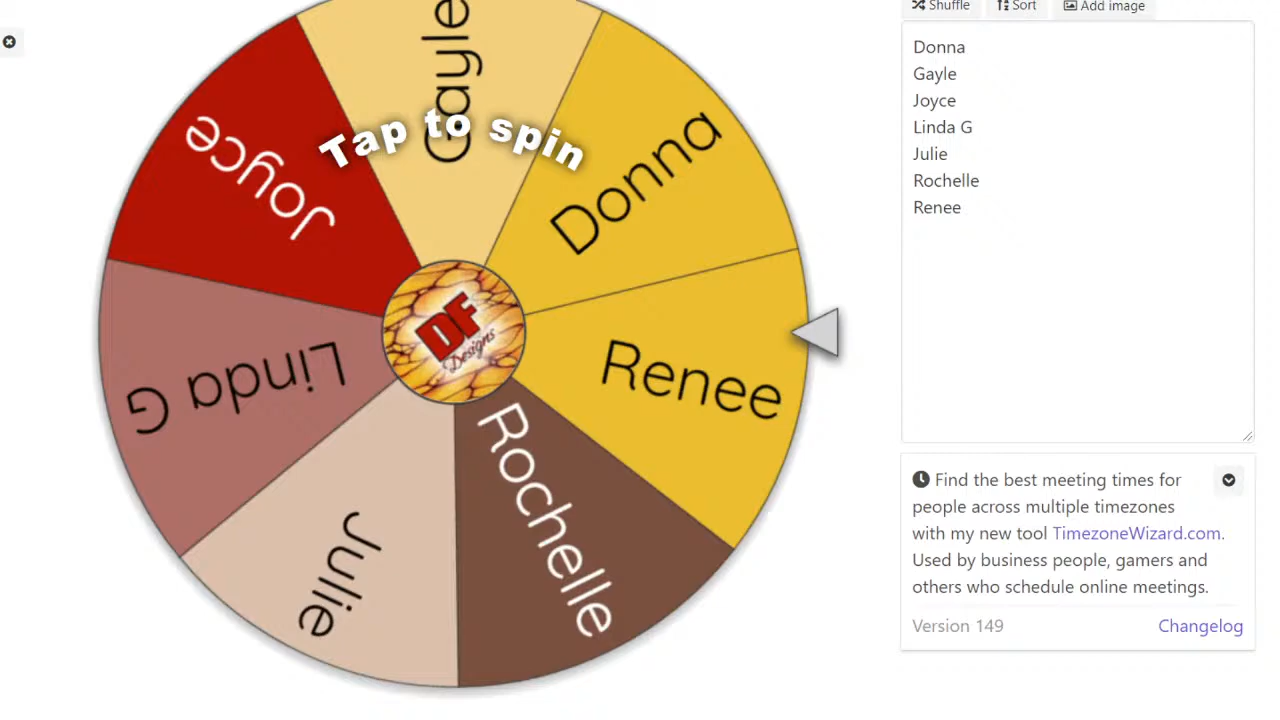 Shuffle
Sort
Add image
Gayle
Tap to spin
Joyce
Donna
Linda G
DF
Designs
Renee
Rochelle
Julie
Donna
Gayle
Joyce
Linda G
Julie
Rochelle
Renee
Find the best meeting times for
people across multiple timezones
with my new tool TimezoneWizard.com.
Used by business people, gamers and
others who schedule online meetings.
Version 149
Changelog